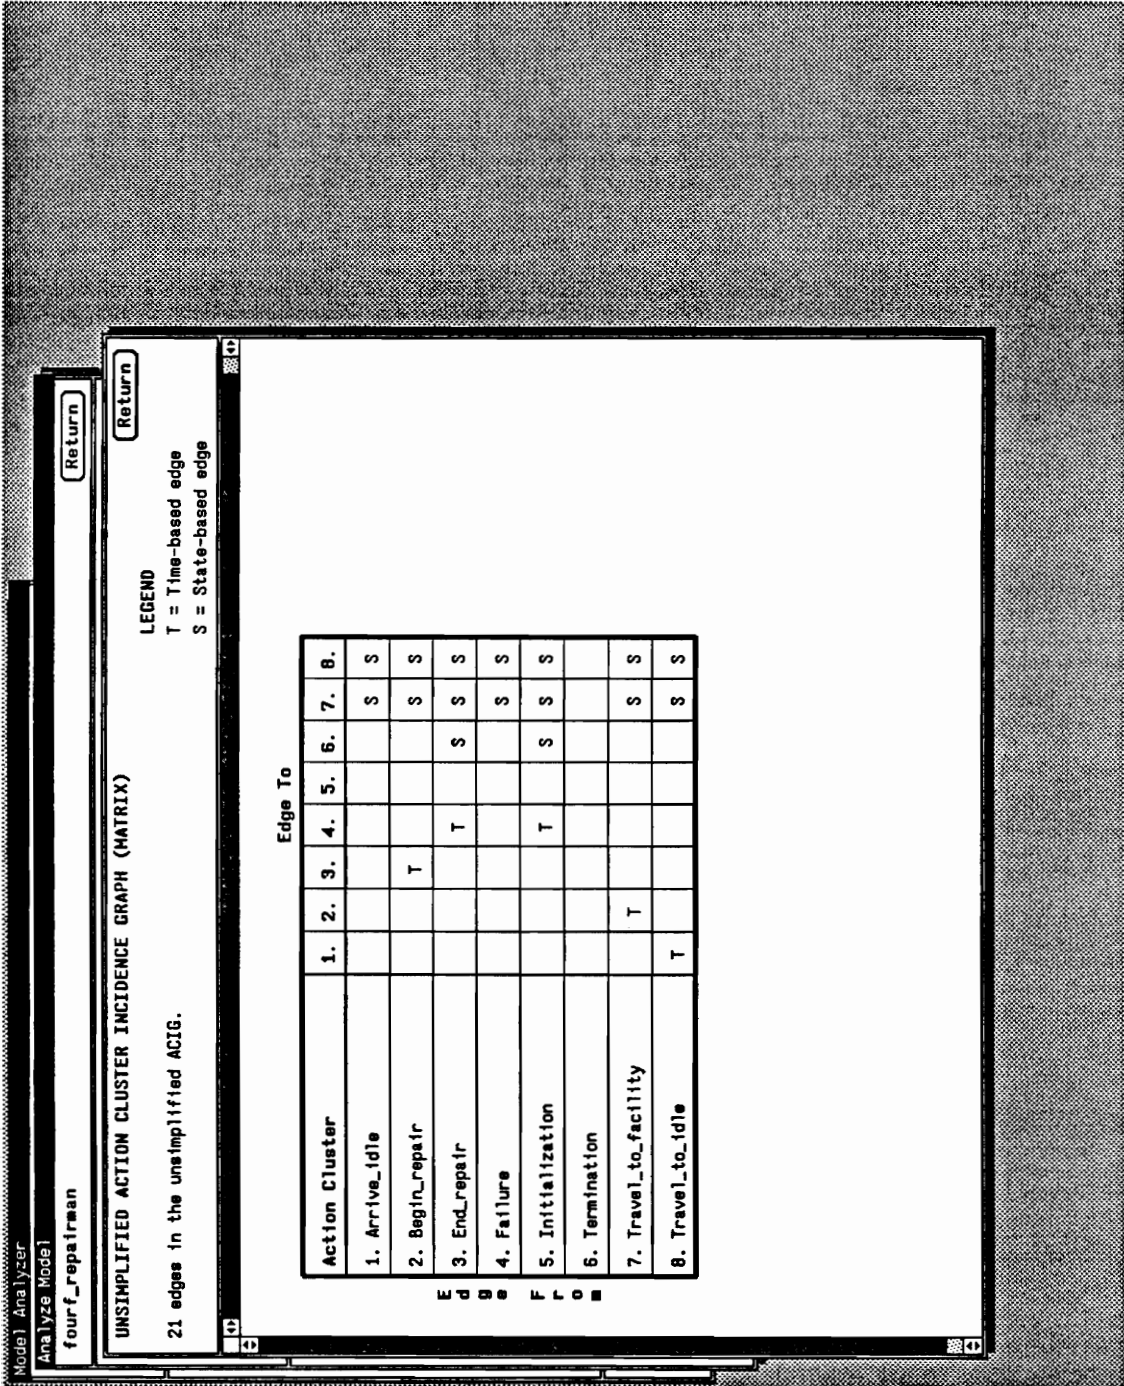 Model Analyzer
Analyze Model
fourf_repairman Return
UNSIMPLIFIED ACTION CLUSTER INCIDENCE GRAPH (MATRIX) Return
LEGEND
21 edges in the unsimplified ACIG. T = Time-based edge
S = State-based edge
Edge To
Action Cluster 1. 2. 3. 4. 5. 6. 7. 8.
1. Arrive_idle S S
2. Begin_repair T S S
3. End_repair T S S S
4. Failure S S
5. Initialization T S S S
6. Termination
7. Travel_to_facility T S S
8. Travel_to_idle T S S
Edge From